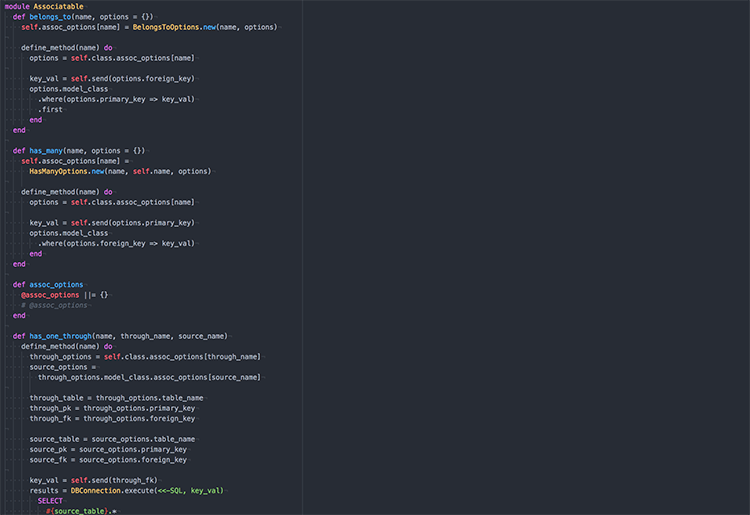 module Associatable
  def belongs_to(name, options = {})
    self.assoc_options[name] = BelongsToOptions.new(name, options)

    define_method(name) do
      options = self.class.assoc_options[name]

      key_val = self.send(options.foreign_key)
      options.model_class
        .where(options.primary_key => key_val)
        .first
      end
  end

  def has_many(name, options = {})
    self.assoc_options[name] =
      HasManyOptions.new(name, self.name, options)

    define_method(name) do
      options = self.class.assoc_options[name]

      key_val = self.send(options.primary_key)
      options.model_class
        .where(options.foreign_key => key_val)
      end
  end

  def assoc_options
    @assoc_options ||= {}
    # @assoc_options
  end

  def has_one_through(name, through_name, source_name)
    define_method(name) do
      through_options = self.class.assoc_options[through_name]
      source_options =
        through_options.model_class.assoc_options[source_name]

      through_table = through_options.table_name
      through_pk = through_options.primary_key
      through_fk = through_options.foreign_key

      source_table = source_options.table_name
      source_pk = source_options.primary_key
      source_fk = source_options.foreign_key

      key_val = self.send(through_fk)
      results = DBConnection.execute(<<-SQL, key_val)
        SELECT
          #{source_table}.*